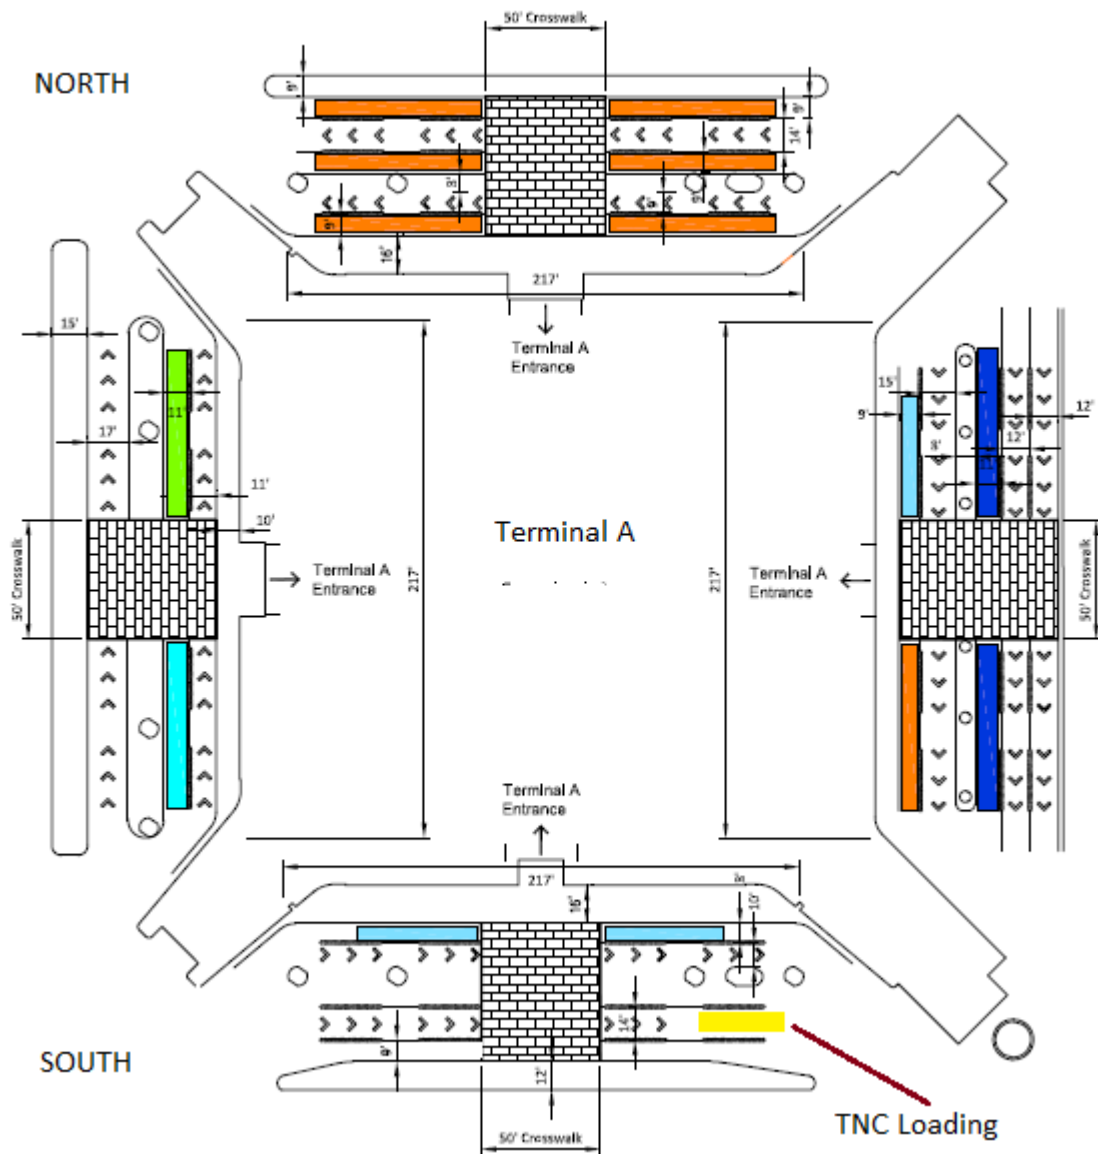 50' Crosswalk
NORTH
9'
9'
14'
8'
9'
9'
9'
16'
217'
Terminal A
Entrance
15'
17'
11'
11'
10'
50' Crosswalk
Terminal A
Entrance
217'
Terminal A
217'
Terminal A
Entrance
15'
9'
8'
12'
12'
50' Crosswalk
Terminal A
Entrance
217'
16'
10'
14'
9'
12'
SOUTH
50' Crosswalk
TNC Loading